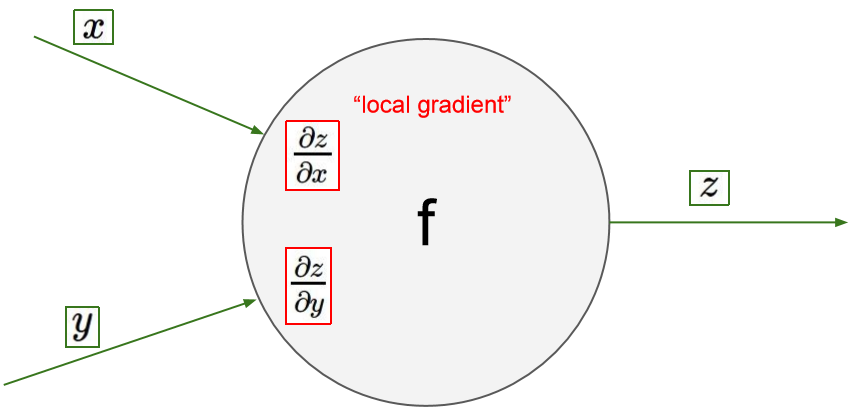 x
“local gradient”
∂z
∂x
z
f
∂z
∂y
y